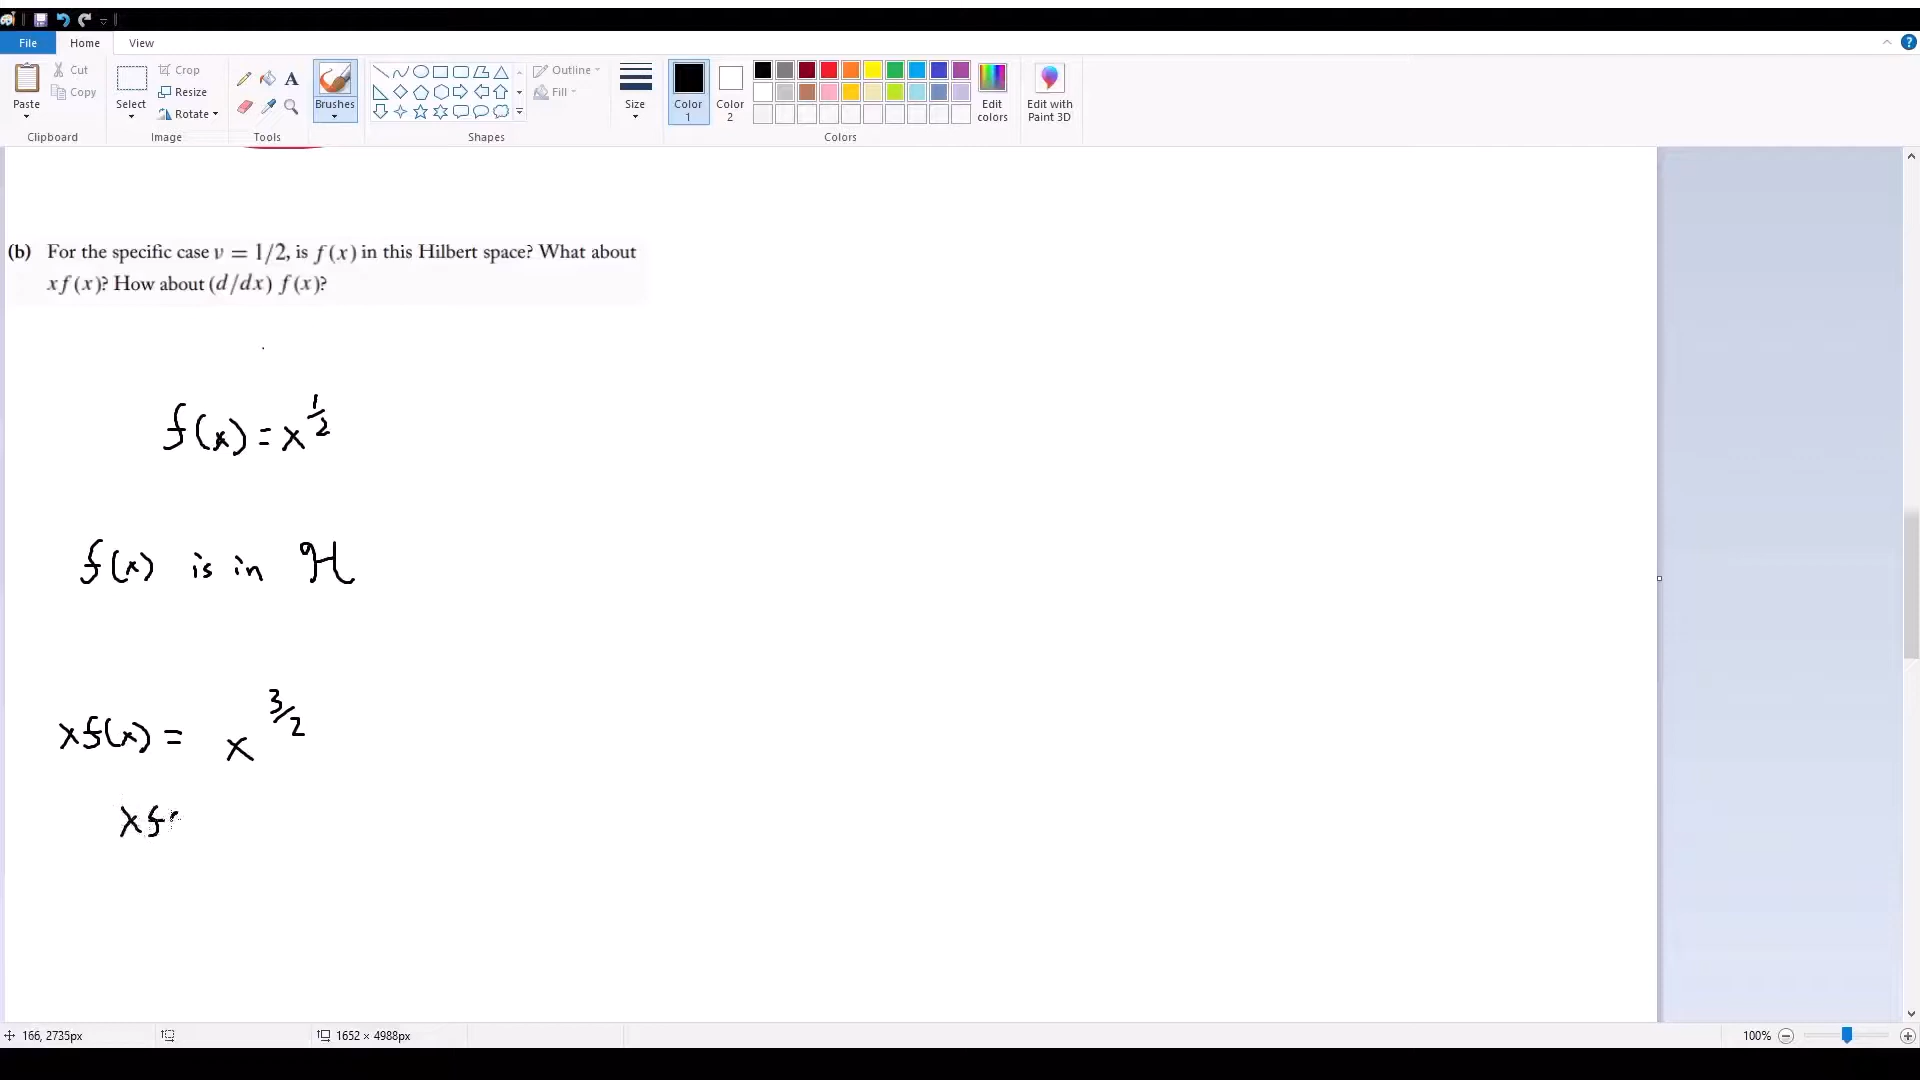 File Home View
Cut
Copy
Paste
Clipboard
Select
Crop
Resize
Rotate
Image
A
Tools
Brushes
Shapes
Outline
Fill
Size
Color 1
Color 2
Edit colors
Colors
Edit with Paint 3D
(b) For the specific case ν = 1/2, is f(x) in this Hilbert space? What about
x f(x)? How about (d/dx) f(x)?
f(x) = x^{1/2}
f(x) is in ℋ
x f(x) = x^{3/2}
x f
166, 2735px
1652 × 4988px
100%